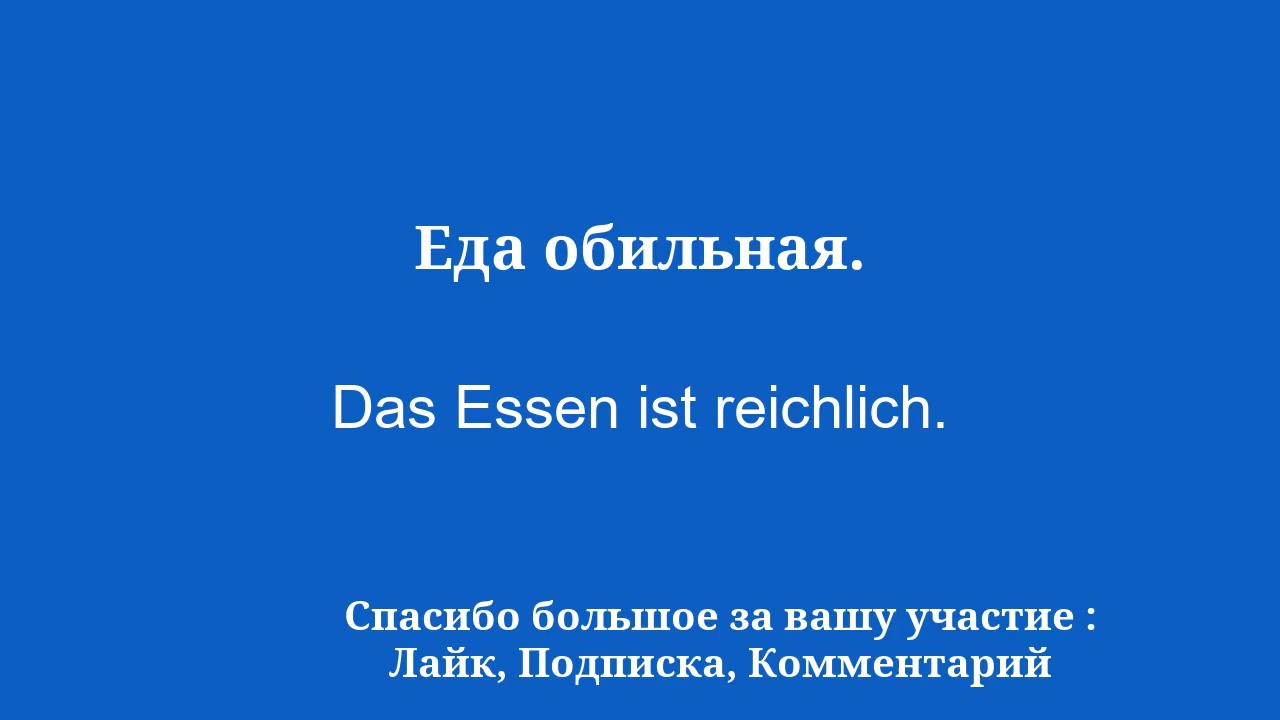 Еда обильная.
Das Essen ist reichlich.
Спасибо большое за вашу участие :
Лайк, Подписка, Комментарий